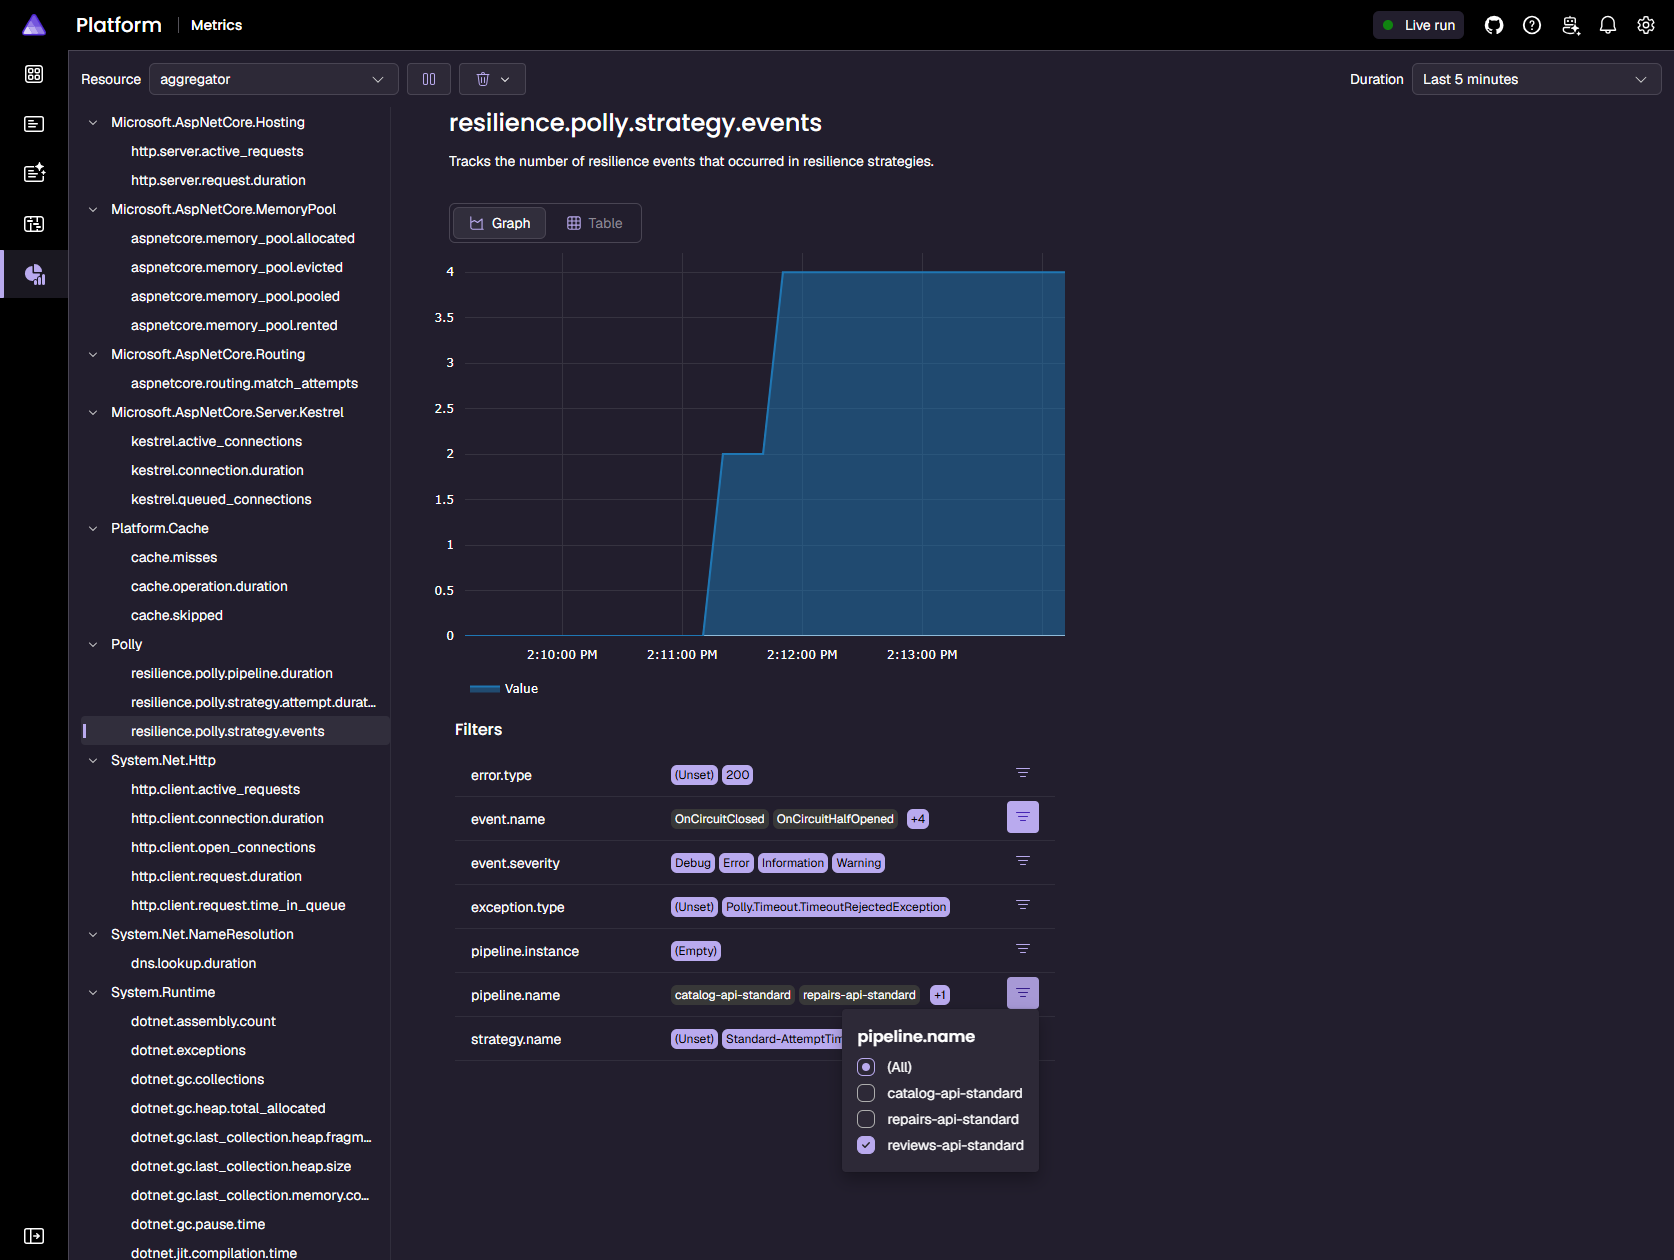 Platform
Metrics
Live run
Resource
aggregator
Duration
Last 5 minutes
Microsoft.AspNetCore.Hosting
http.server.active_requests
http.server.request.duration
Microsoft.AspNetCore.MemoryPool
aspnetcore.memory_pool.allocated
aspnetcore.memory_pool.evicted
aspnetcore.memory_pool.pooled
aspnetcore.memory_pool.rented
Microsoft.AspNetCore.Routing
aspnetcore.routing.match_attempts
Microsoft.AspNetCore.Server.Kestrel
kestrel.active_connections
kestrel.connection.duration
kestrel.queued_connections
Platform.Cache
cache.misses
cache.operation.duration
cache.skipped
Polly
resilience.polly.pipeline.duration
resilience.polly.strategy.attempt.durat...
resilience.polly.strategy.events
System.Net.Http
http.client.active_requests
http.client.connection.duration
http.client.open_connections
http.client.request.duration
http.client.request.time_in_queue
System.Net.NameResolution
dns.lookup.duration
System.Runtime
dotnet.assembly.count
dotnet.exceptions
dotnet.gc.collections
dotnet.gc.heap.total_allocated
dotnet.gc.last_collection.heap.fragm...
dotnet.gc.last_collection.heap.size
dotnet.gc.last_collection.memory.co...
dotnet.gc.pause.time
dotnet.jit.compilation.time
resilience.polly.strategy.events
Tracks the number of resilience events that occurred in resilience strategies.
Graph
Table
4
3.5
3
2.5
2
1.5
1
0.5
0
2:10:00 PM
2:11:00 PM
2:12:00 PM
2:13:00 PM
Value
Filters
error.type (Unset) 200
event.name OnCircuitClosed OnCircuitHalfOpened +4
event.severity Debug Error Information Warning
exception.type (Unset) Polly.Timeout.TimeoutRejectedException
pipeline.instance (Empty)
pipeline.name catalog-api-standard repairs-api-standard +1
strategy.name (Unset) Standard-AttemptTim
pipeline.name
(All)
catalog-api-standard
repairs-api-standard
reviews-api-standard